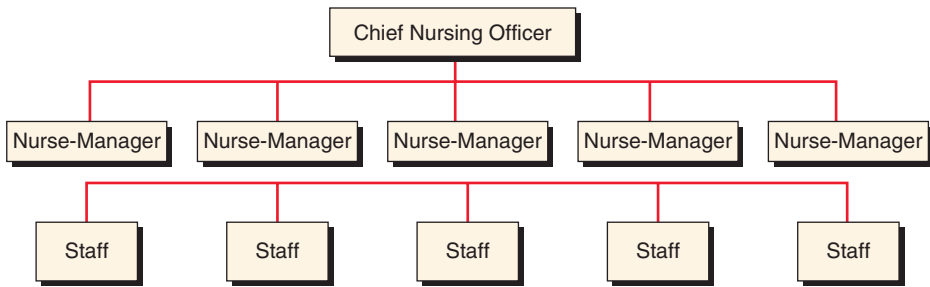 Chief Nursing Officer
Nurse-Manager Nurse-Manager Nurse-Manager Nurse-Manager Nurse-Manager
Staff Staff Staff Staff Staff